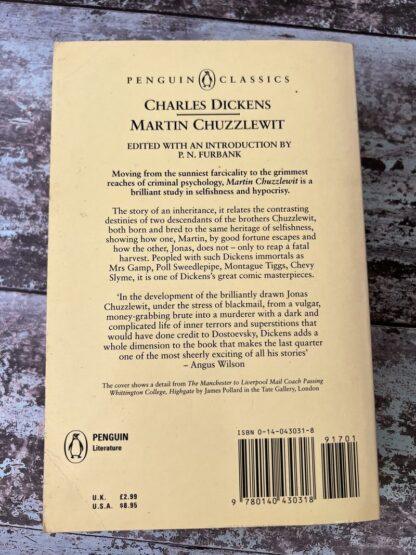 PENGUIN CLASSICS
CHARLES DICKENS
MARTIN CHUZZLEWIT
EDITED WITH AN INTRODUCTION BY
P. N. FURBANK
Moving from the sunniest farcicality to the grimmest
reaches of criminal psychology, Martin Chuzzlewit is a
brilliant study in selfishness and hypocrisy.
The story of an inheritance, it relates the contrasting
destinies of two descendants of the brothers Chuzzlewit,
both born and bred to the same heritage of selfishness,
showing how one, Martin, by good fortune escapes and
how the other, Jonas, does not – only to reap a fatal
harvest. Peopled with such Dickens immortals as
Mrs Gamp, Poll Sweedlepipe, Montague Tiggs, Chevy
Slyme, it is one of Dickens's great comic masterpieces.
'In the development of the brilliantly drawn Jonas
Chuzzlewit, under the stress of blackmail, from a vulgar,
money-grabbing brute into a murderer with a dark and
complicated life of inner terrors and superstitions that
would have done credit to Dostoevsky, Dickens adds a
whole dimension to the book that makes the last quarter
one of the most sheerly exciting of all his stories'
– Angus Wilson
The cover shows a detail from The Manchester to Liverpool Mail Coach Passing
Whittington College, Highgate by James Pollard in the Tate Gallery, London
PENGUIN
Literature
U.K. £2.99
U.S.A. $8.95
ISBN 0-14-043031-8
91701
9 780140 430318